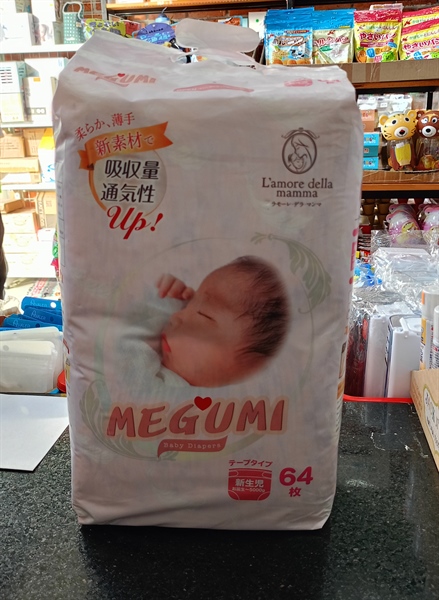 MEGUMI
柔らか、薄手
新素材で
吸収量
通気性
up!
L'amore della
mamma
ラモーレ・デラ・マンマ
MEGUMI
Baby Diapers
テープタイプ
新生児
64
枚